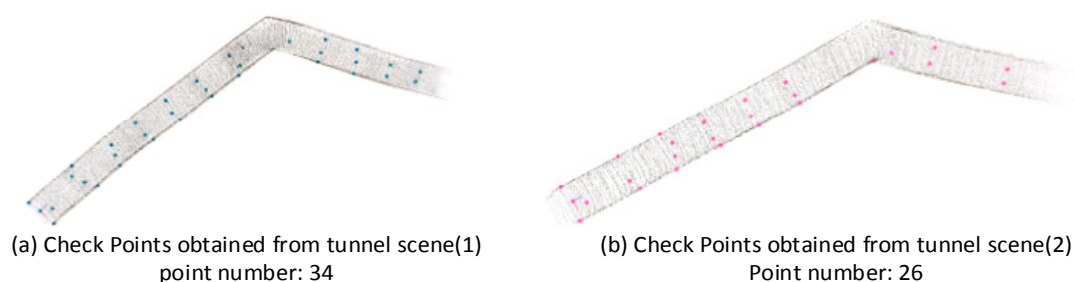 (a) Check Points obtained from tunnel scene(1)
point number: 34
(b) Check Points obtained from tunnel scene(2)
Point number: 26